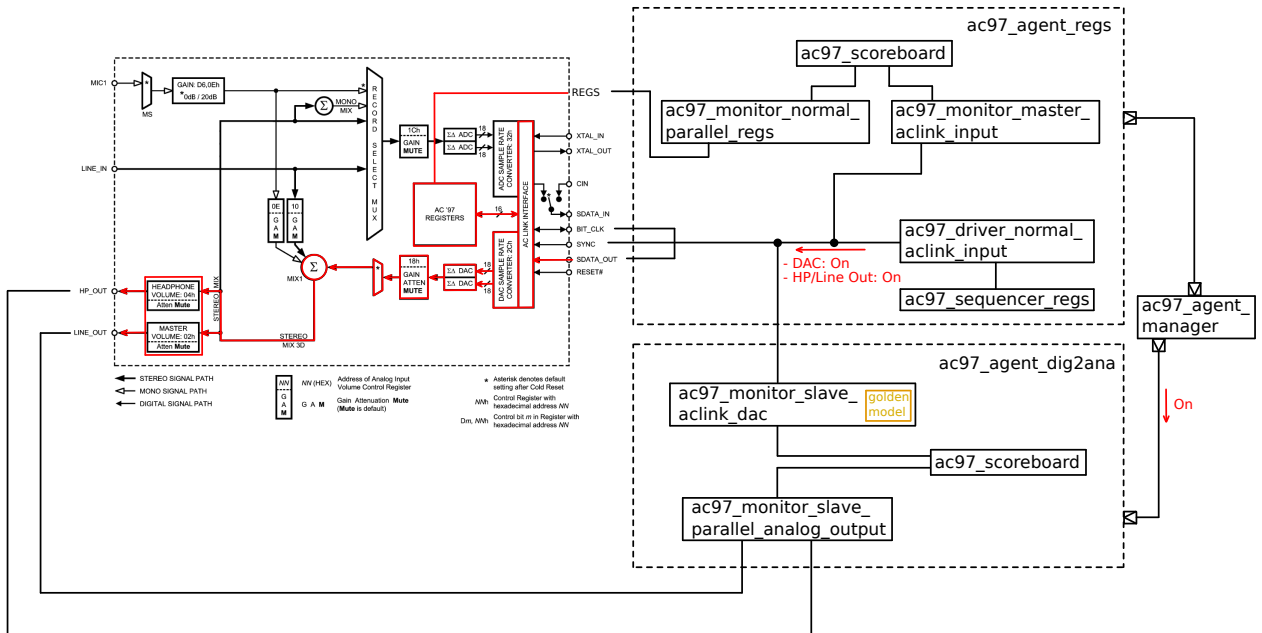 ac97_agent_regs
ac97_scoreboard
ac97_monitor_normal_
parallel_regs
ac97_monitor_master_
aclink_input
ac97_driver_normal_
aclink_input
ac97_sequencer_regs
- DAC: On
- HP/Line Out: On
ac97_agent_
manager
On
ac97_agent_dig2ana
ac97_monitor_slave_
aclink_dac
golden
model
ac97_scoreboard
ac97_monitor_slave_
parallel_analog_output
MIC1
*
MS
GAIN: D6,0Eh
*0dB / 20dB
Σ
MONO
MIX
*
RECORD SELECT MUX
1Ch
GAIN
MUTE
ΣΔ ADC
ΣΔ ADC
18
18
ADC SAMPLE RATE
CONVERTER: 32h
AC LINK INTERFACE
REGS
XTAL_IN
XTAL_OUT
CIN
*
SDATA_IN
BIT_CLK
SYNC
SDATA_OUT
RESET#
LINE_IN
0E
G
A
M
10
G
A
M
AC '97
REGISTERS
16
Σ
MIX1
*
18h
GAIN
ATTEN
MUTE
ΣΔ DAC
ΣΔ DAC
18
18
DAC SAMPLE RATE
CONVERTER: 2Ch
HP_OUT
HEADPHONE
VOLUME: 04h
Atten Mute
STEREO_MIX
LINE_OUT
MASTER
VOLUME: 02h
Atten Mute
STEREO
MIX 3D
STEREO SIGNAL PATH
MONO SIGNAL PATH
DIGITAL SIGNAL PATH
NN
G
A
M
NN (HEX) Address of Analog Input
Volume Control Register
G A M Gain Attenuation Mute
(Mute is default)
* Asterisk denotes default
setting after Cold Reset
NNh Control Register with
hexadecimal address NN
Dm, NNh Control bit m in Register with
hexadecimal address NN